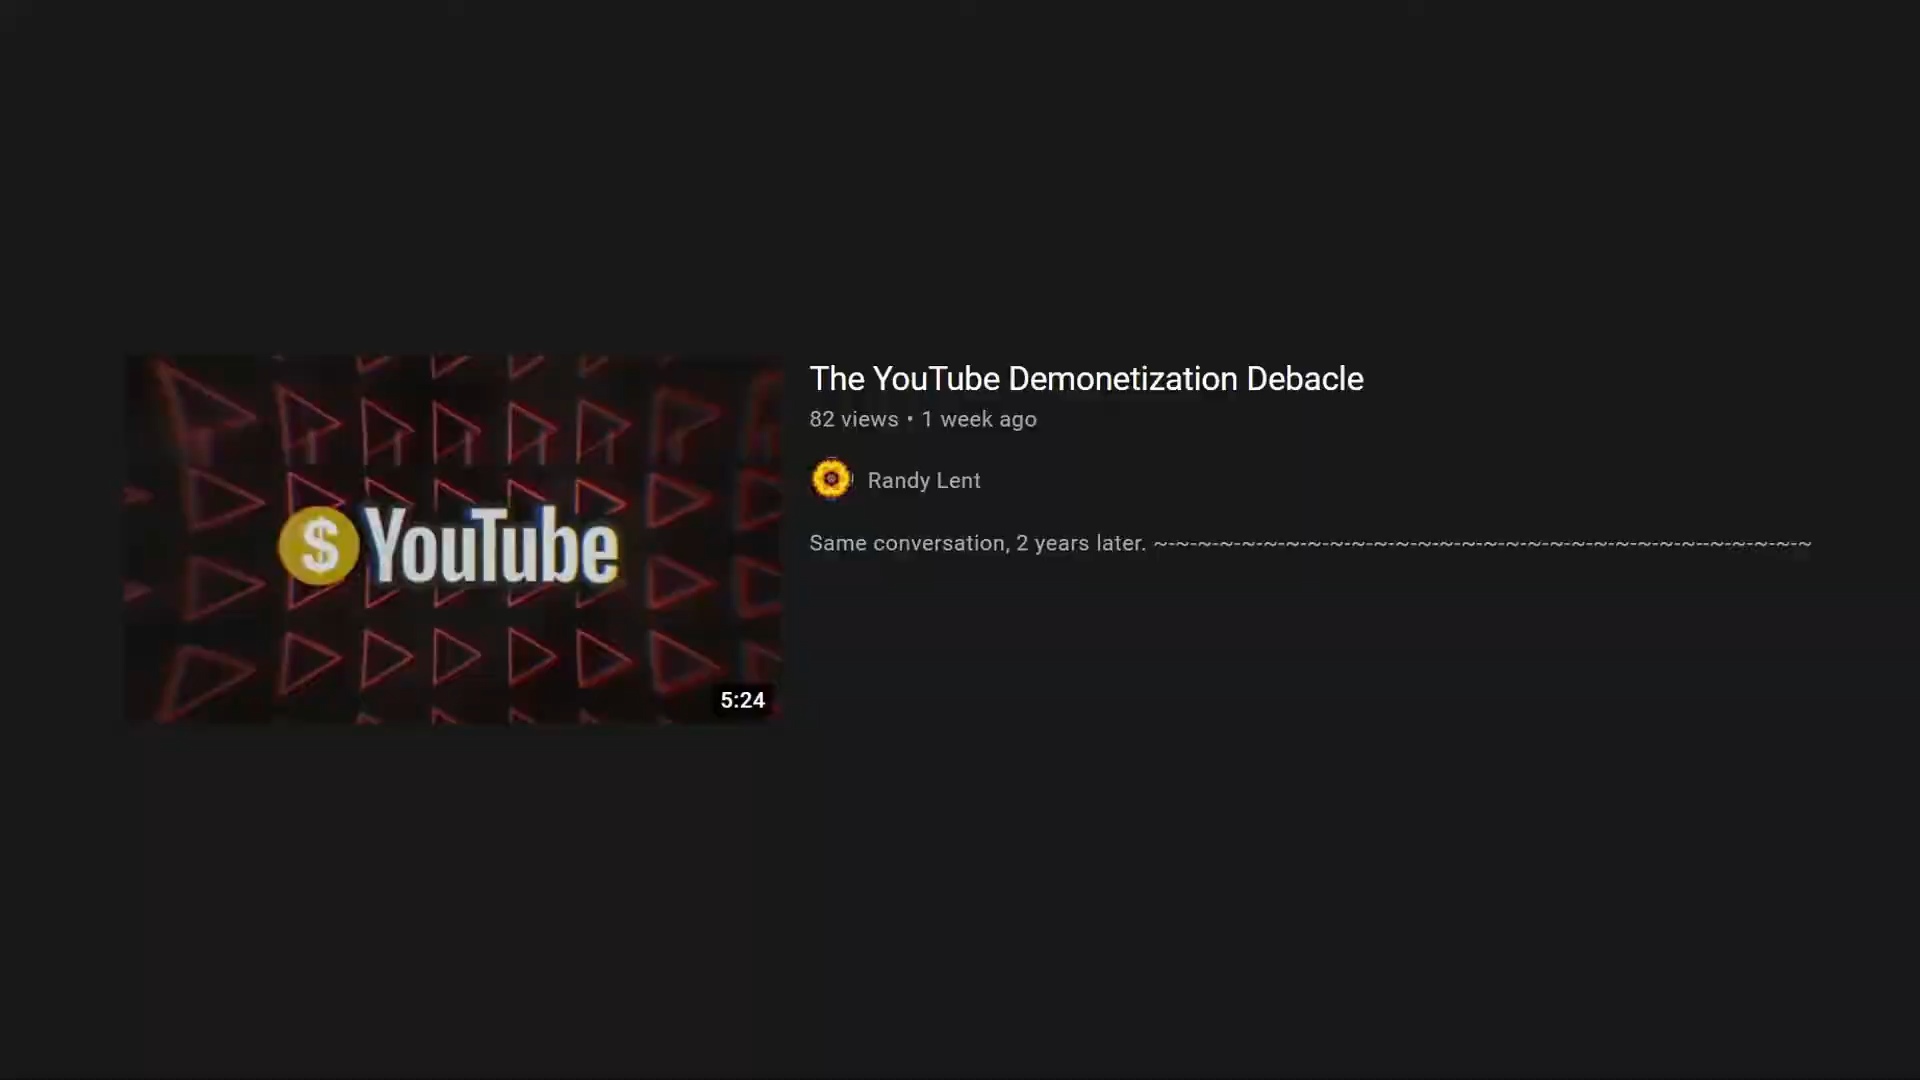 The YouTube Demonetization Debacle
82 views • 1 week ago
Randy Lent
Same conversation, 2 years later. ~-~~-~~-~~-~~-~~-~~-~~-~~-~~-~~-~~-~~-~~-~~-~~-~~-~~-~~--~~-~~-~~-~
$ YouTube
5:24